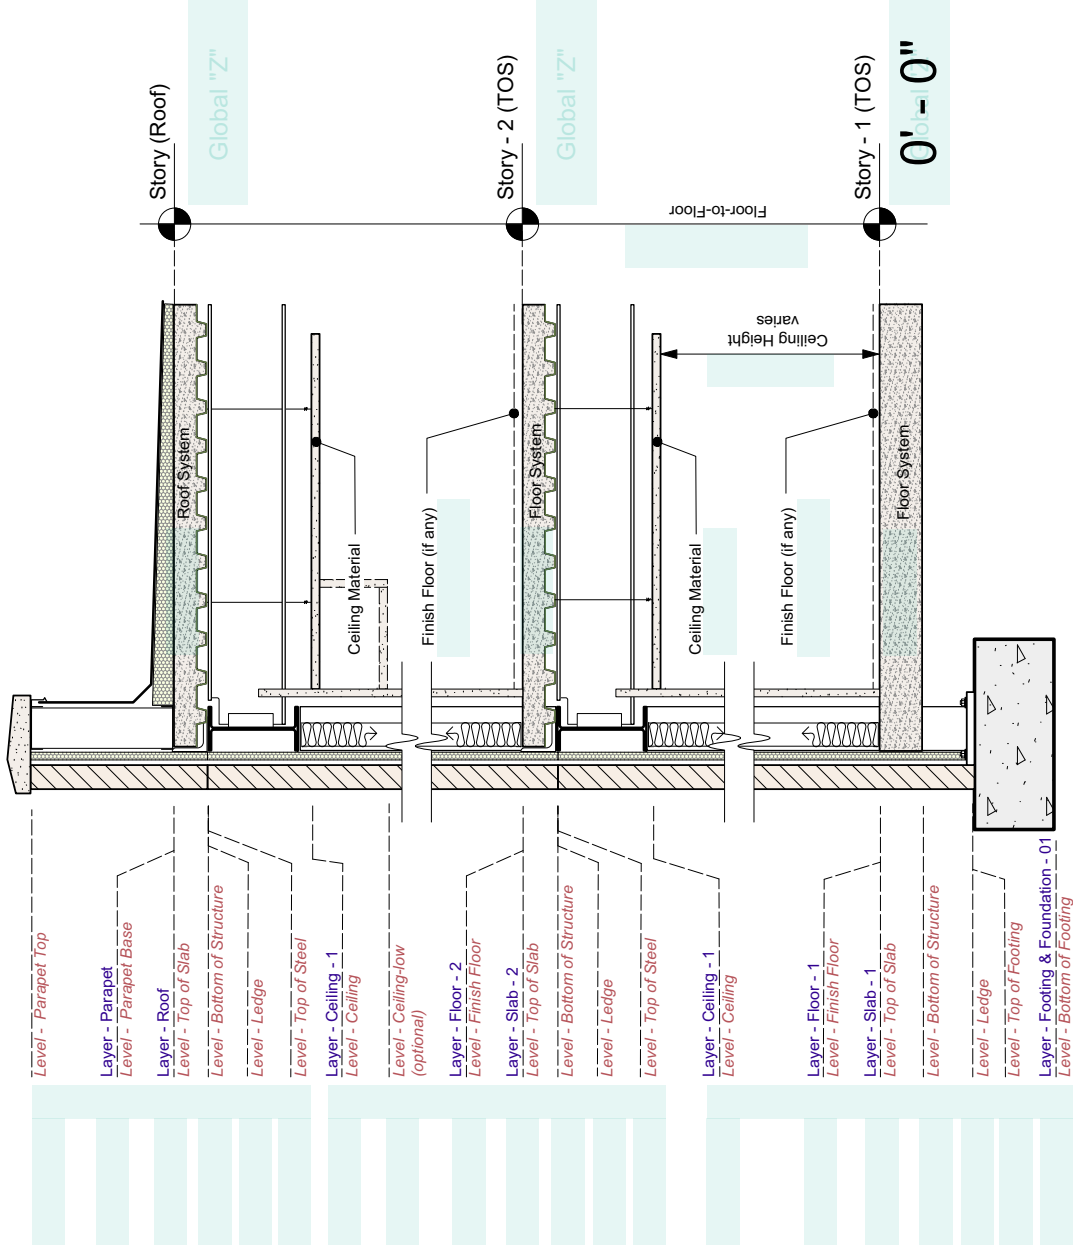 Story (Roof)
Global "Z"
Story - 2 (TOS)
Global "Z"
Story - 1 (TOS)
0' - 0"
Floor-to-Floor
Ceiling Height
varies
Roof System
Ceiling Material
Finish Floor (if any)
Floor System
Ceiling Material
Finish Floor (if any)
Floor System
Level - Parapet Top
Layer - Parapet
Level - Parapet Base
Layer - Roof
Level - Top of Slab
Level - Bottom of Structure
Level - Ledge
Level - Top of Steel
Layer - Ceiling - 1
Level - Ceiling
Level - Ceiling-low
(optional)
Layer - Floor - 2
Level - Finish Floor
Layer - Slab - 2
Level - Top of Slab
Level - Bottom of Structure
Level - Ledge
Level - Top of Steel
Layer - Ceiling - 1
Level - Ceiling
Layer - Floor - 1
Level - Finish Floor
Layer - Slab - 1
Level - Top of Slab
Level - Bottom of Structure
Level - Ledge
Level - Top of Footing
Layer - Footing & Foundation - 01
Level - Bottom of Footing